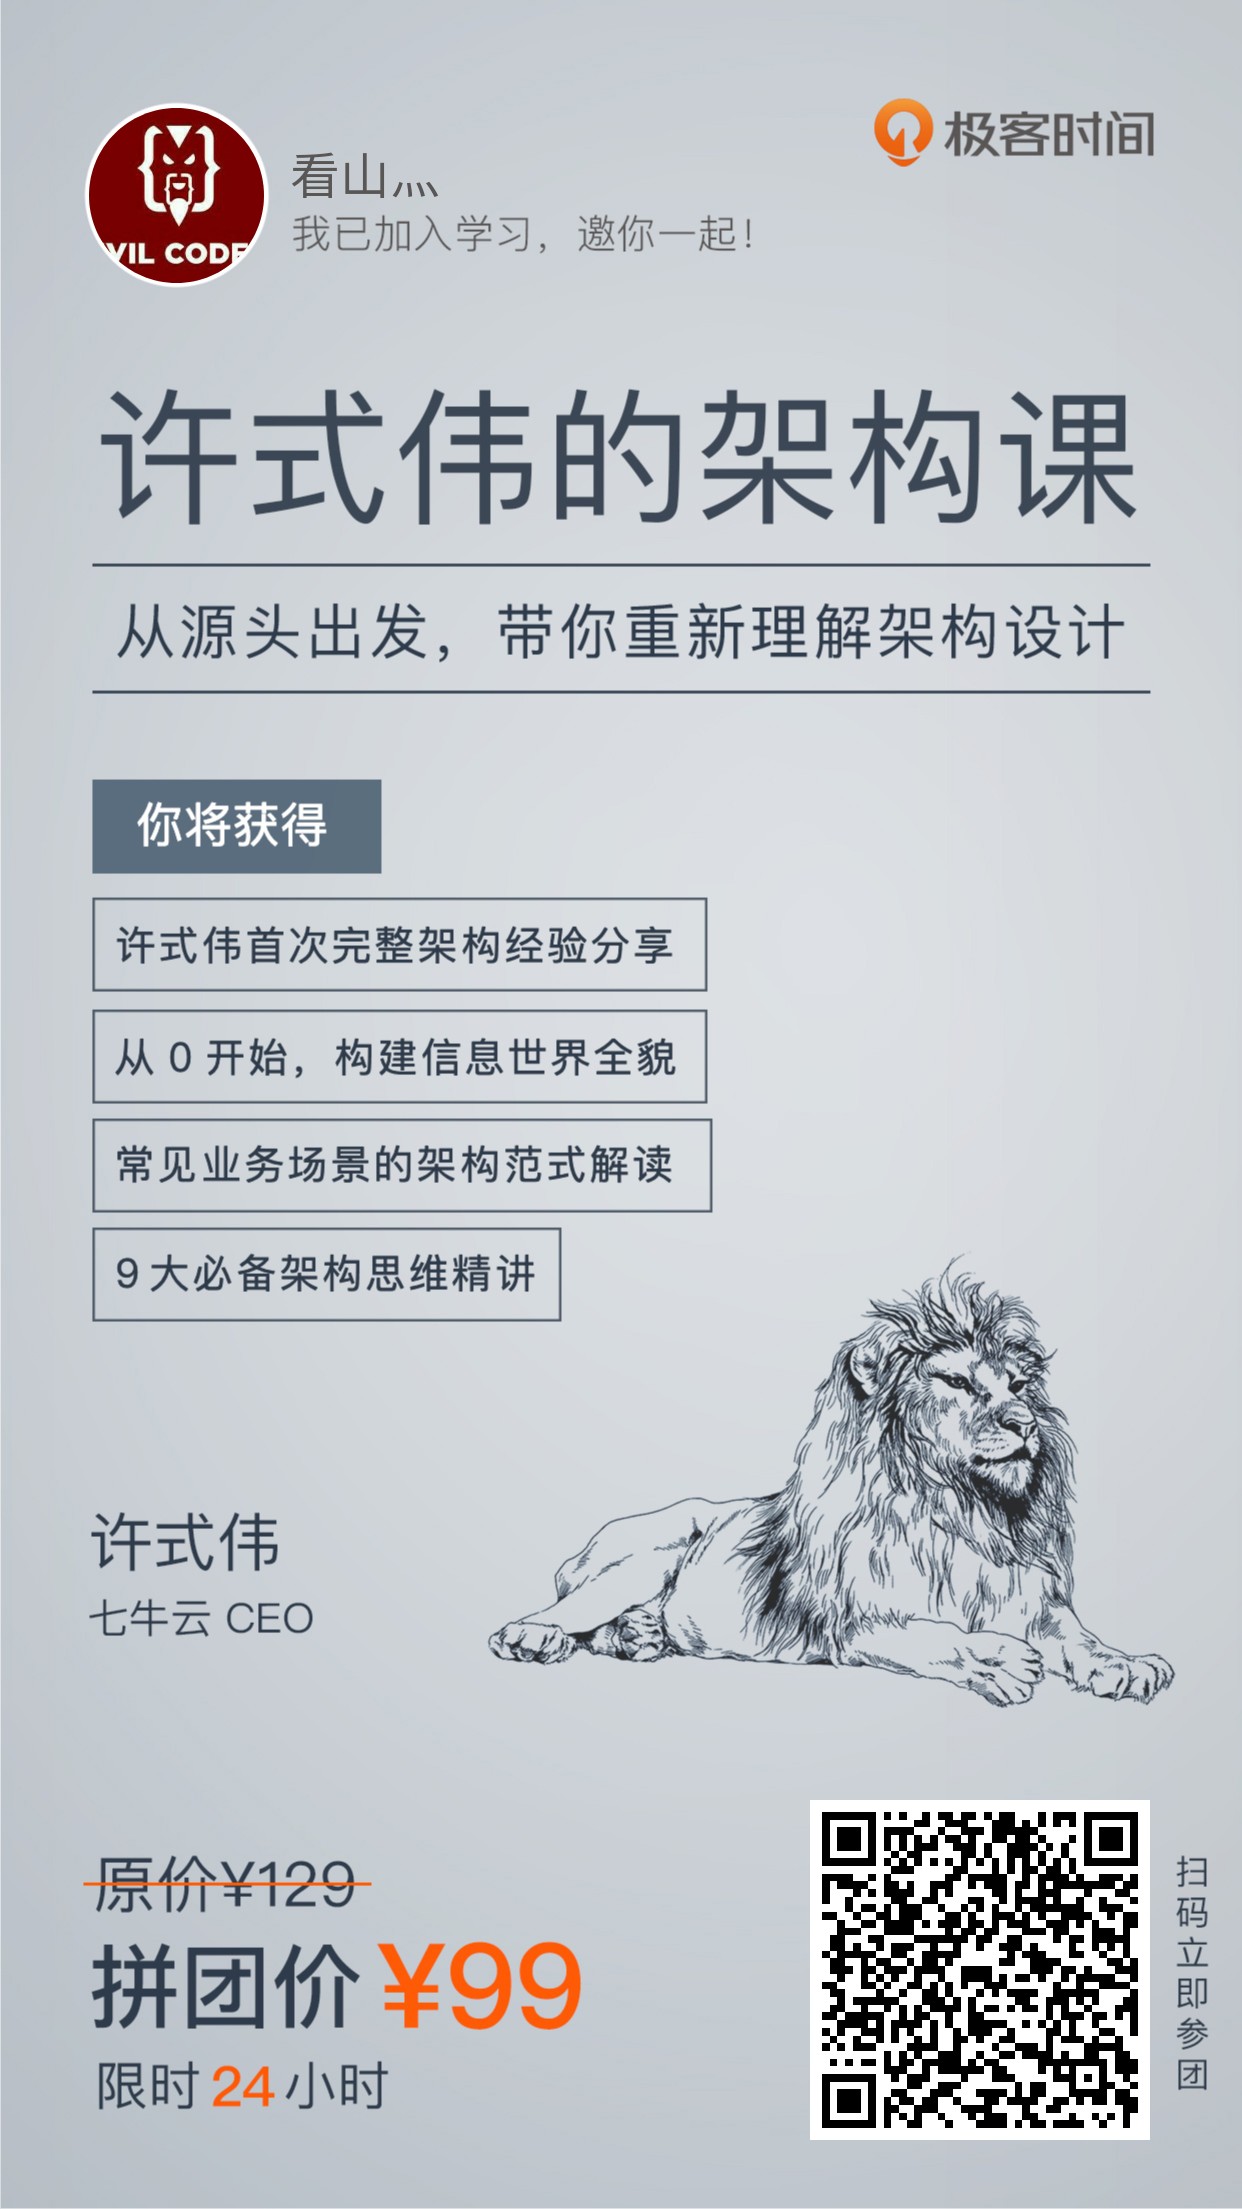 极客时间
看山灬
我已加入学习，邀你一起！
VIL CODE
许式伟的架构课
从源头出发，带你重新理解架构设计
你将获得
许式伟首次完整架构经验分享
从 0 开始，构建信息世界全貌
常见业务场景的架构范式解读
9 大必备架构思维精讲
许式伟
七牛云 CEO
原价¥129
拼团价 ¥99
限时 24 小时
扫码立即参团